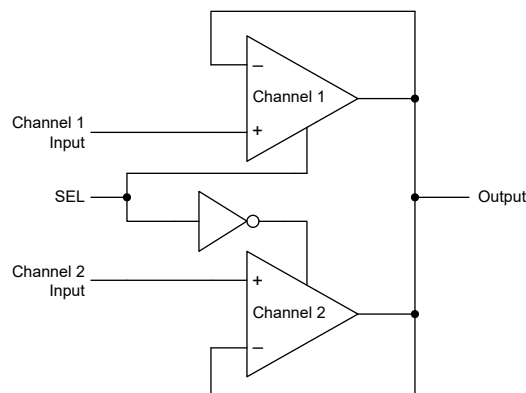 −
Channel 1
Channel 1
Input
+
SEL
Output
Channel 2
Input
+
Channel 2
−